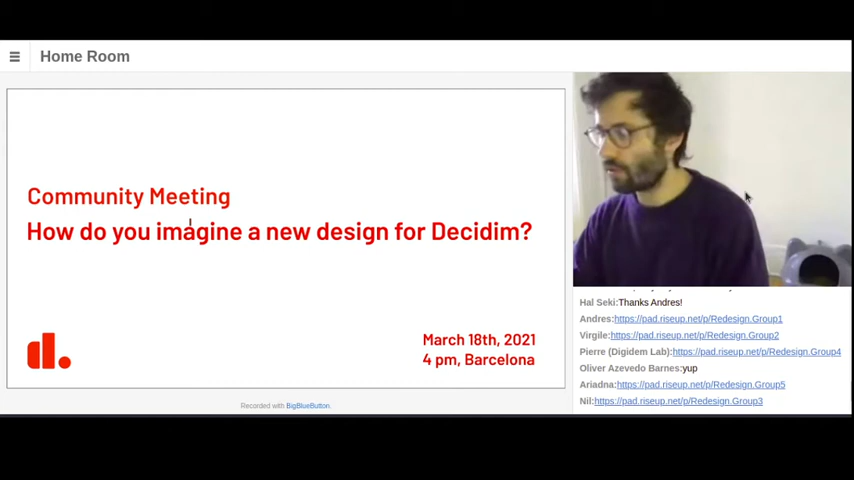 Home Room
Community Meeting
How do you imagine a new design for Decidim?
March 18th, 2021
4 pm, Barcelona
d.
Recorded with BigBlueButton.
Hal Seki:Thanks Andres!
Andres:https://pad.riseup.net/p/Redesign.Group1
Virgile:https://pad.riseup.net/p/Redesign.Group2
Pierre (Digidem Lab):https://pad.riseup.net/p/Redesign.Group4
Oliver Azevedo Barnes:yup
Ariadna:https://pad.riseup.net/p/Redesign.Group5
Nil:https://pad.riseup.net/p/Redesign.Group3